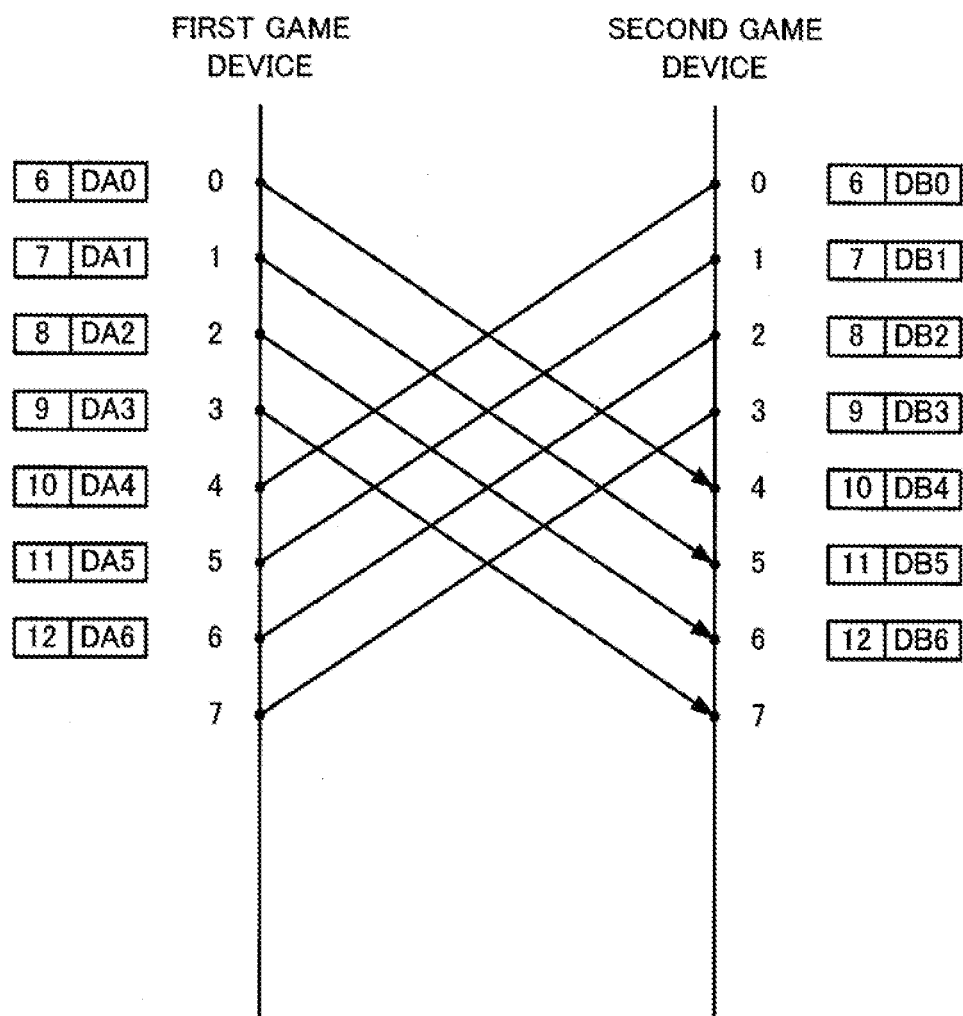 FIRST GAME
DEVICE
SECOND GAME
DEVICE
6 DA0 0 0 6 DB0
7 DA1 1 1 7 DB1
8 DA2 2 2 8 DB2
9 DA3 3 3 9 DB3
10 DA4 4 4 10 DB4
11 DA5 5 5 11 DB5
12 DA6 6 6 12 DB6
7 7